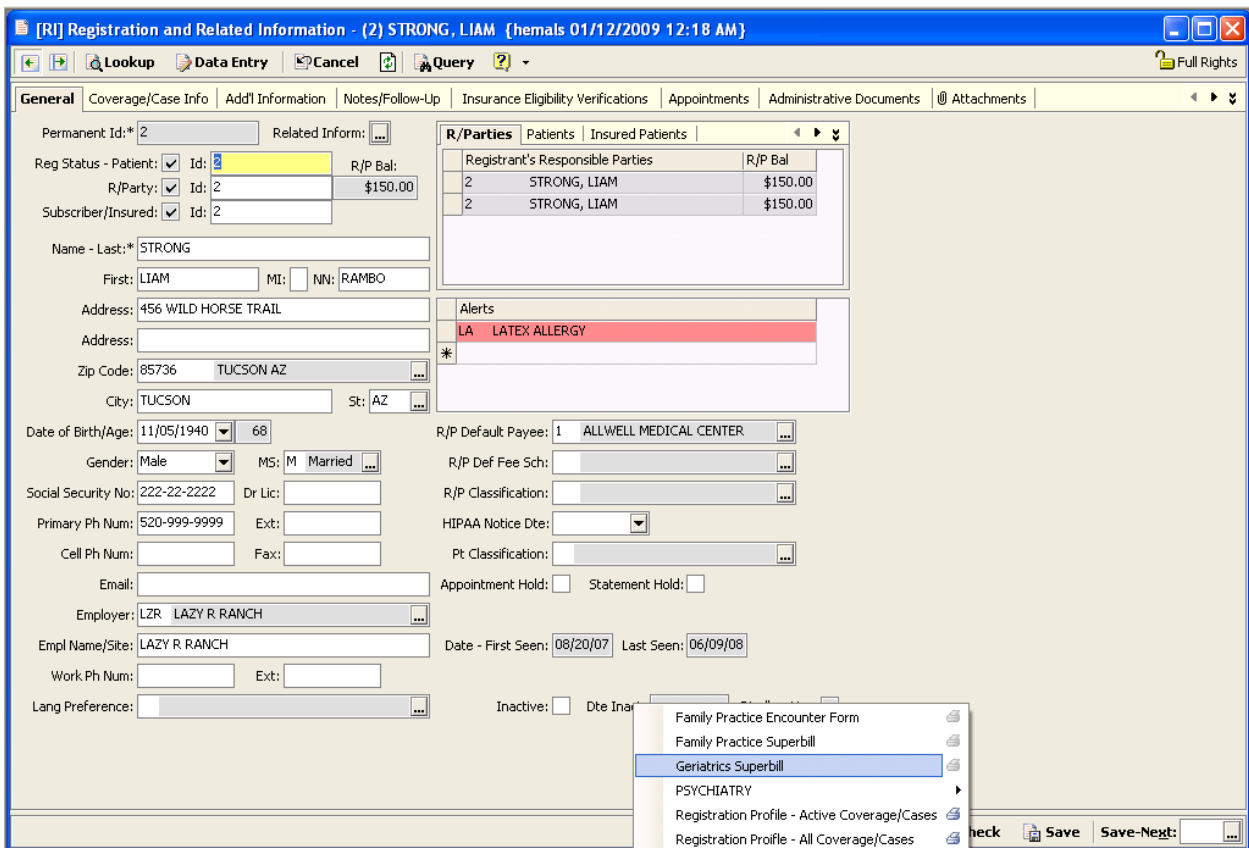 [RI] Registration and Related Information - (2) STRONG, LIAM {hemals 01/12/2009 12:18 AM}
Lookup Data Entry Cancel Query Full Rights
General Coverage/Case Info Add'l Information Notes/Follow-Up Insurance Eligibility Verifications Appointments Administrative Documents Attachments
Permanent Id:* 2 Related Inform: ...
Reg Status - Patient: Id: 2 R/P Bal:
R/Party: Id: 2 $150.00
Subscriber/Insured: Id: 2
Name - Last:* STRONG
First: LIAM MI: NN: RAMBO
Address: 456 WILD HORSE TRAIL
Address:
Zip Code: 85736 TUCSON AZ ...
City: TUCSON St: AZ ...
Date of Birth/Age: 11/05/1940 68
Gender: Male MS: M Married ...
Social Security No: 222-22-2222 Dr Lic:
Primary Ph Num: 520-999-9999 Ext:
Cell Ph Num: Fax:
Email:
Employer: LZR LAZY R RANCH ...
Empl Name/Site: LAZY R RANCH
Work Ph Num: Ext:
Lang Preference: ...
R/Parties Patients Insured Patients
Registrant's Responsible Parties R/P Bal
2 STRONG, LIAM $150.00
2 STRONG, LIAM $150.00
Alerts
LA LATEX ALLERGY
R/P Default Payee: 1 ALLWELL MEDICAL CENTER ...
R/P Def Fee Sch: ...
R/P Classification: ...
HIPAA Notice Dte:
Pt Classification: ...
Appointment Hold: Statement Hold:
Date - First Seen: 08/20/07 Last Seen: 06/09/08
Inactive: Dte Inac
Family Practice Encounter Form
Family Practice Superbill
Geriatrics Superbill
PSYCHIATRY
Registration Profile - Active Coverage/Cases
Registration Proifle - All Coverage/Cases
heck Save Save-Next: ...